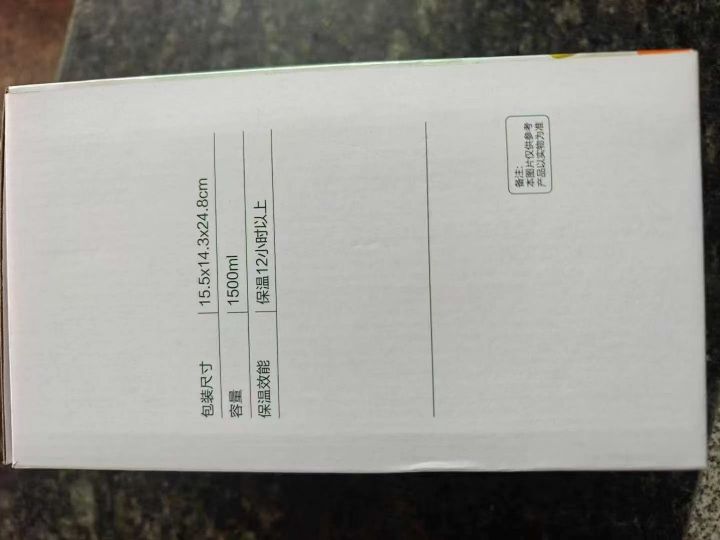 包装尺寸 15.5x14.3x24.8cm
容量 1500ml
保温效能 保温12小时以上
备注:
本图片仅供参考
产品以实物为准